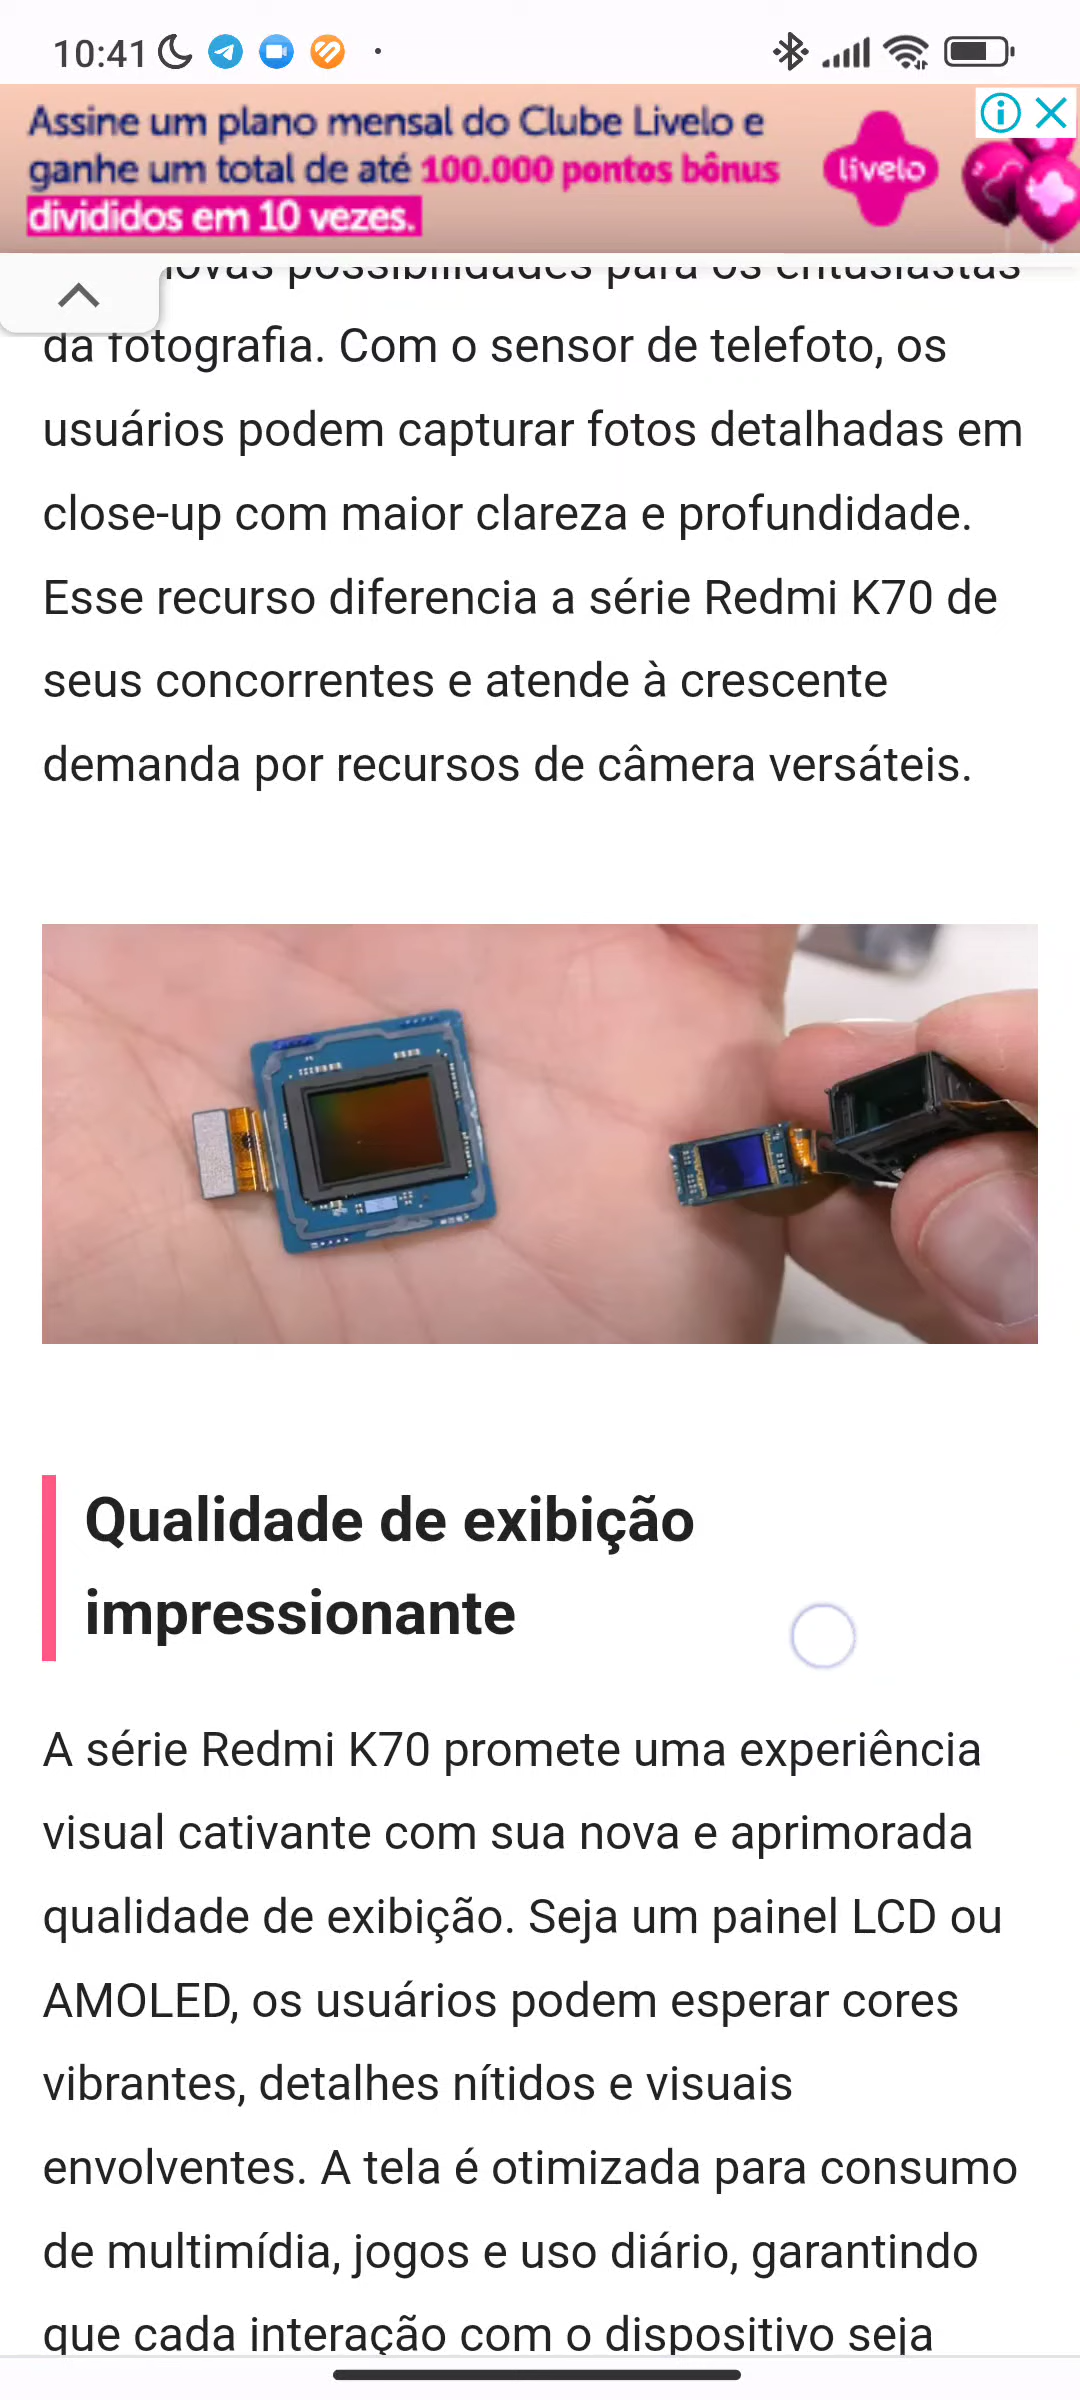 10:41
Assine um plano mensal do Clube Livelo e
ganhe um total de até 100.000 pontos bônus
divididos em 10 vezes.
livelo
novas possibilidades para os entusiastas
da fotografia. Com o sensor de telefoto, os
usuários podem capturar fotos detalhadas em
close-up com maior clareza e profundidade.
Esse recurso diferencia a série Redmi K70 de
seus concorrentes e atende à crescente
demanda por recursos de câmera versáteis.
Qualidade de exibição
impressionante
A série Redmi K70 promete uma experiência
visual cativante com sua nova e aprimorada
qualidade de exibição. Seja um painel LCD ou
AMOLED, os usuários podem esperar cores
vibrantes, detalhes nítidos e visuais
envolventes. A tela é otimizada para consumo
de multimídia, jogos e uso diário, garantindo
que cada interação com o dispositivo seja